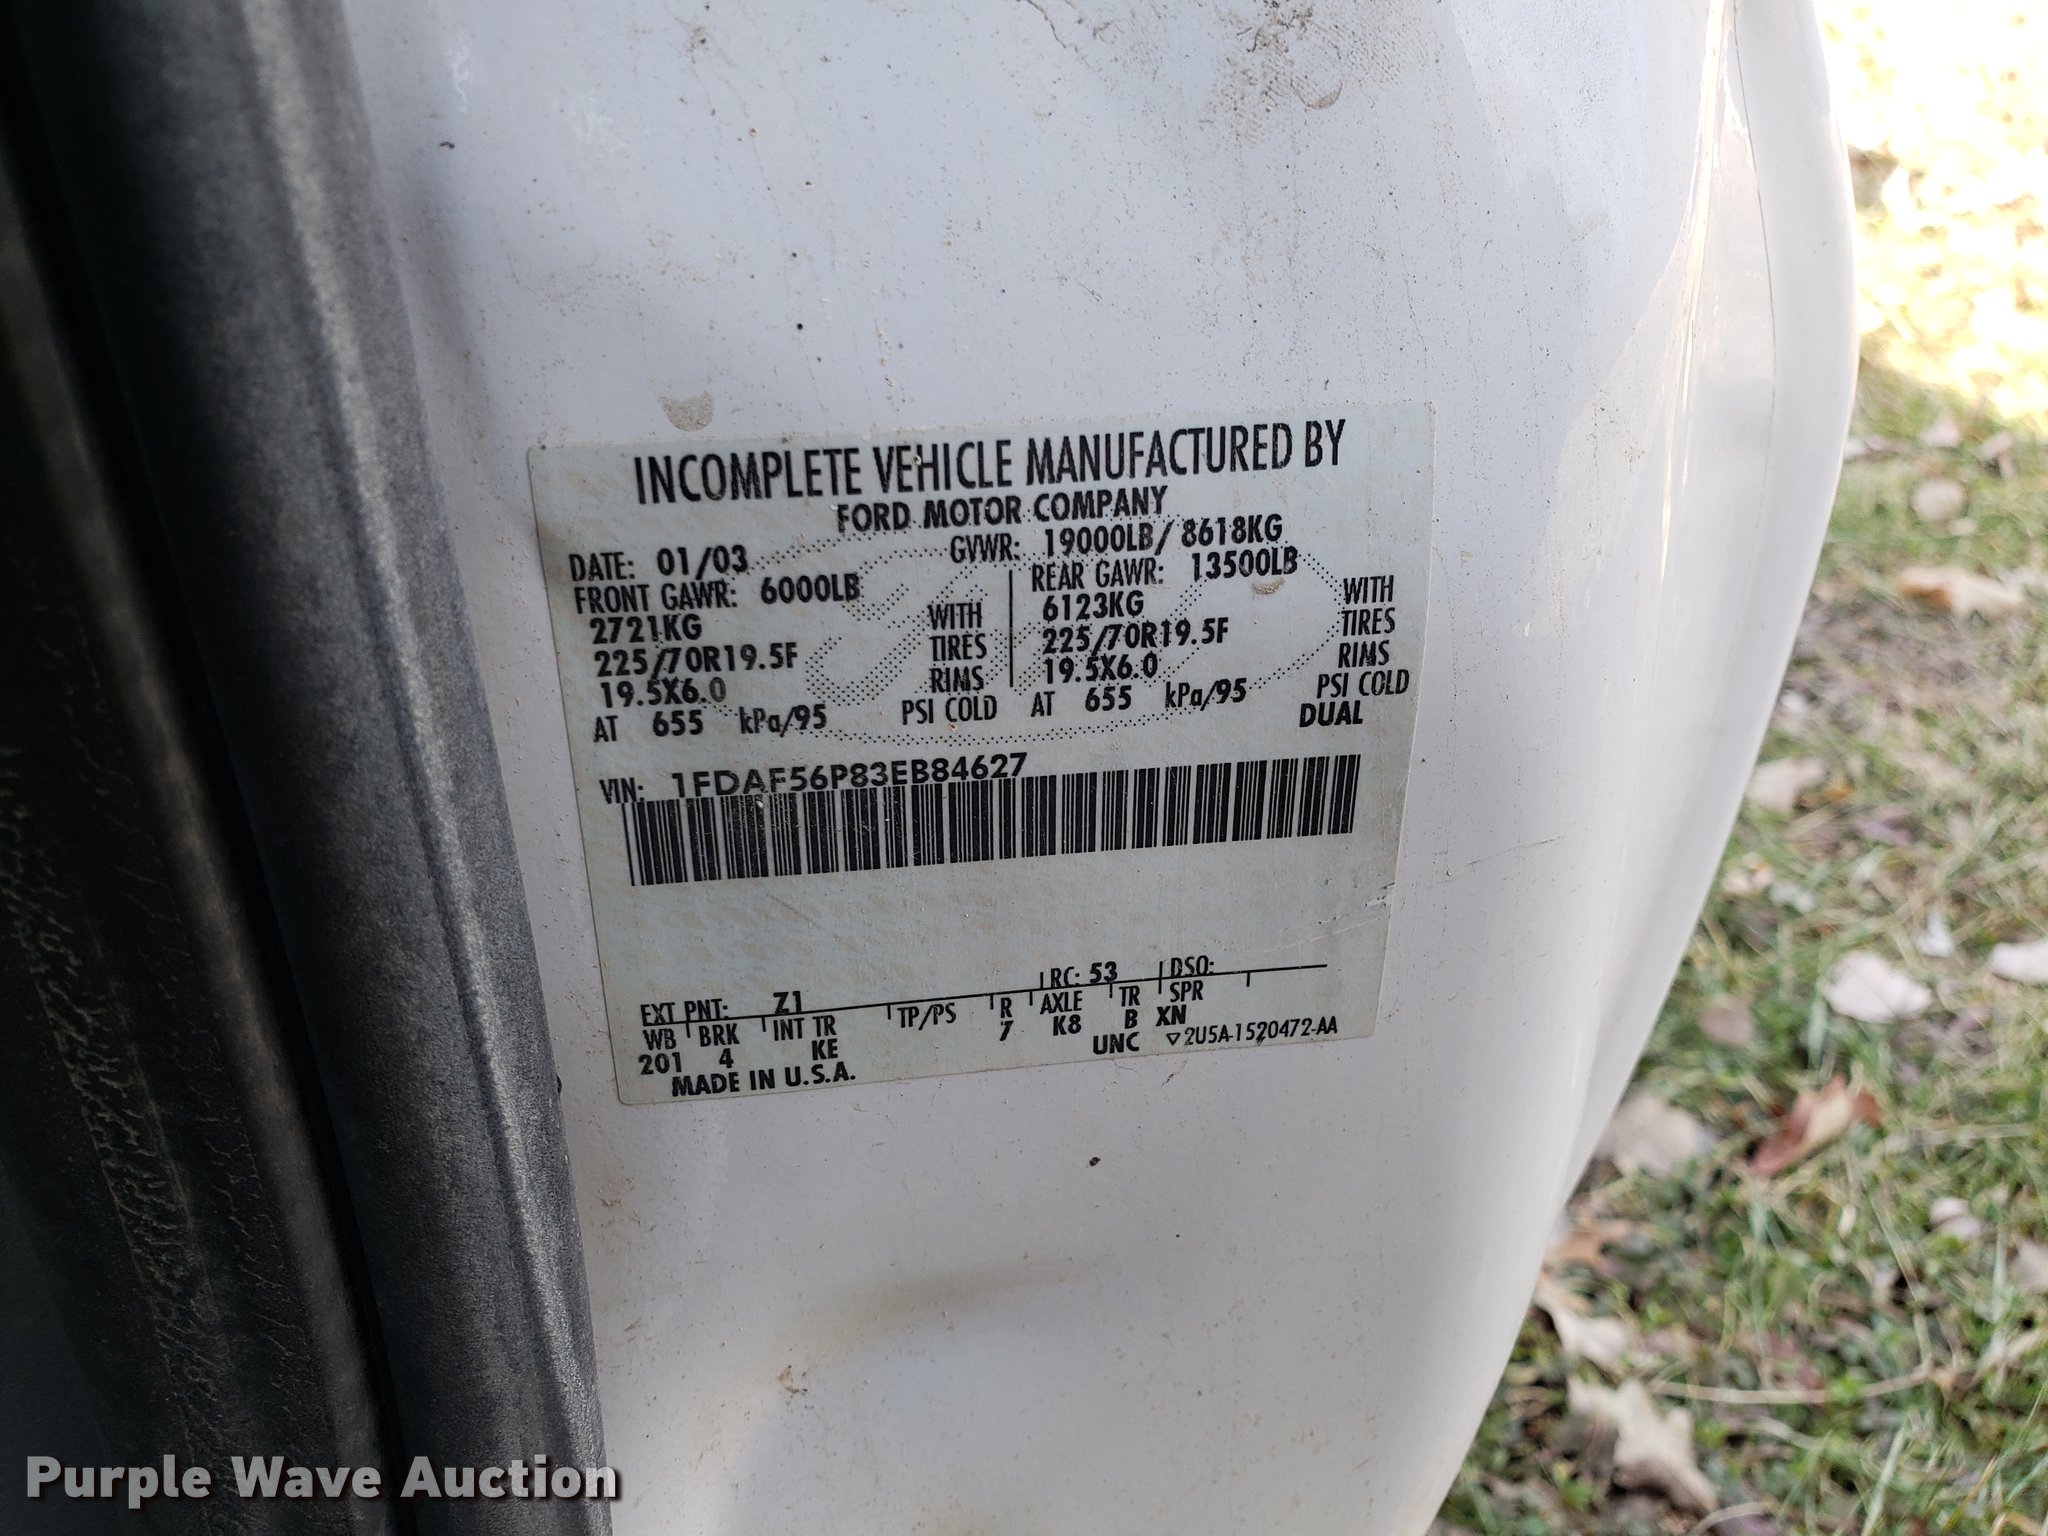 INCOMPLETE VEHICLE MANUFACTURED BY
FORD MOTOR COMPANY
DATE: 01/03 GVWR: 19000LB/ 8618KG
FRONT GAWR: 6000LB REAR GAWR: 13500LB
2721KG WITH 6123KG WITH
225/70R19.5F TIRES 225/70R19.5F TIRES
19.5X6.0 RIMS 19.5X6.0 RIMS
AT 655 kPa/95 PSI COLD AT 655 kPa/95 PSI COLD
DUAL
VIN: 1FDAF56P83EB84627
EXT PNT: Z1 RC: 53 DSO:
WB BRK INT TR TP/PS R AXLE TR SPR
201 4 KE 7 K8 B XN
MADE IN U.S.A. UNC ▽2U5A-1520472-AA
Purple Wave Auction